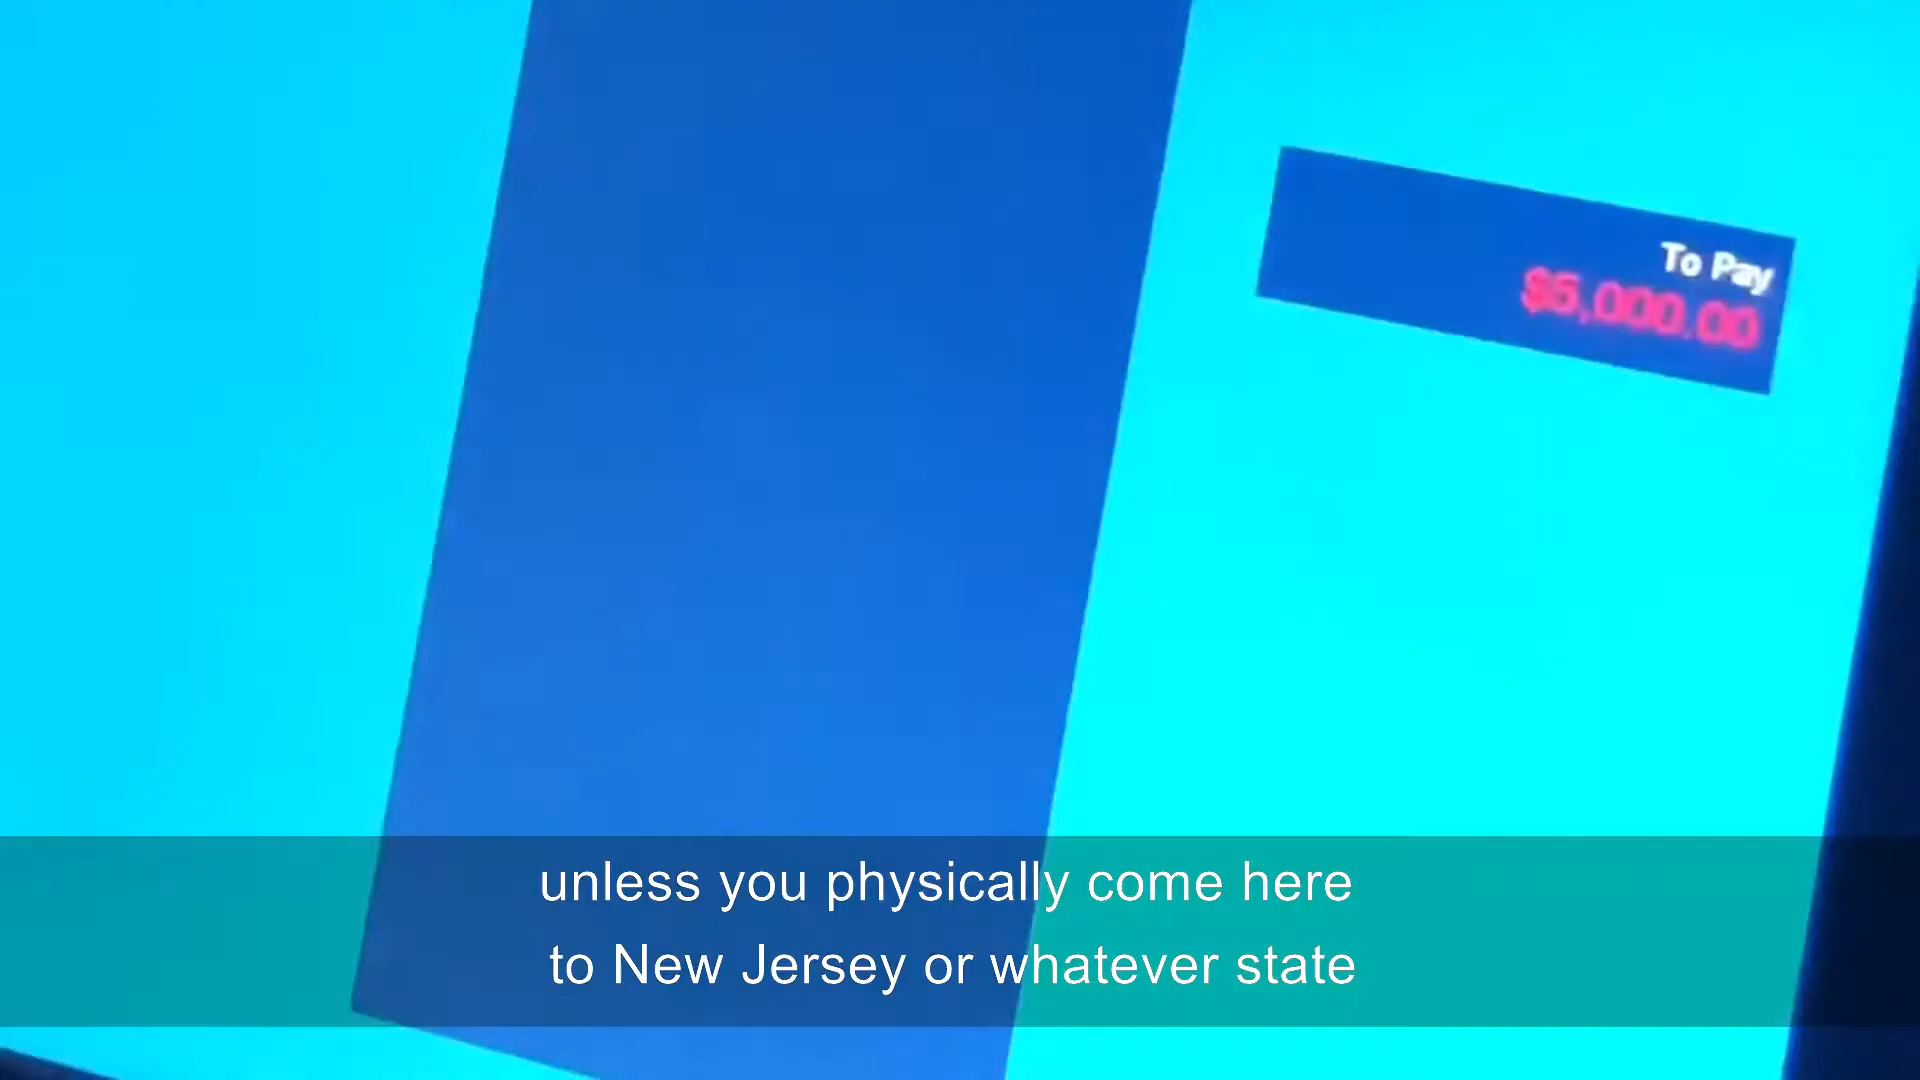 To Pay
$5,000.00
unless you physically come here
to New Jersey or whatever state